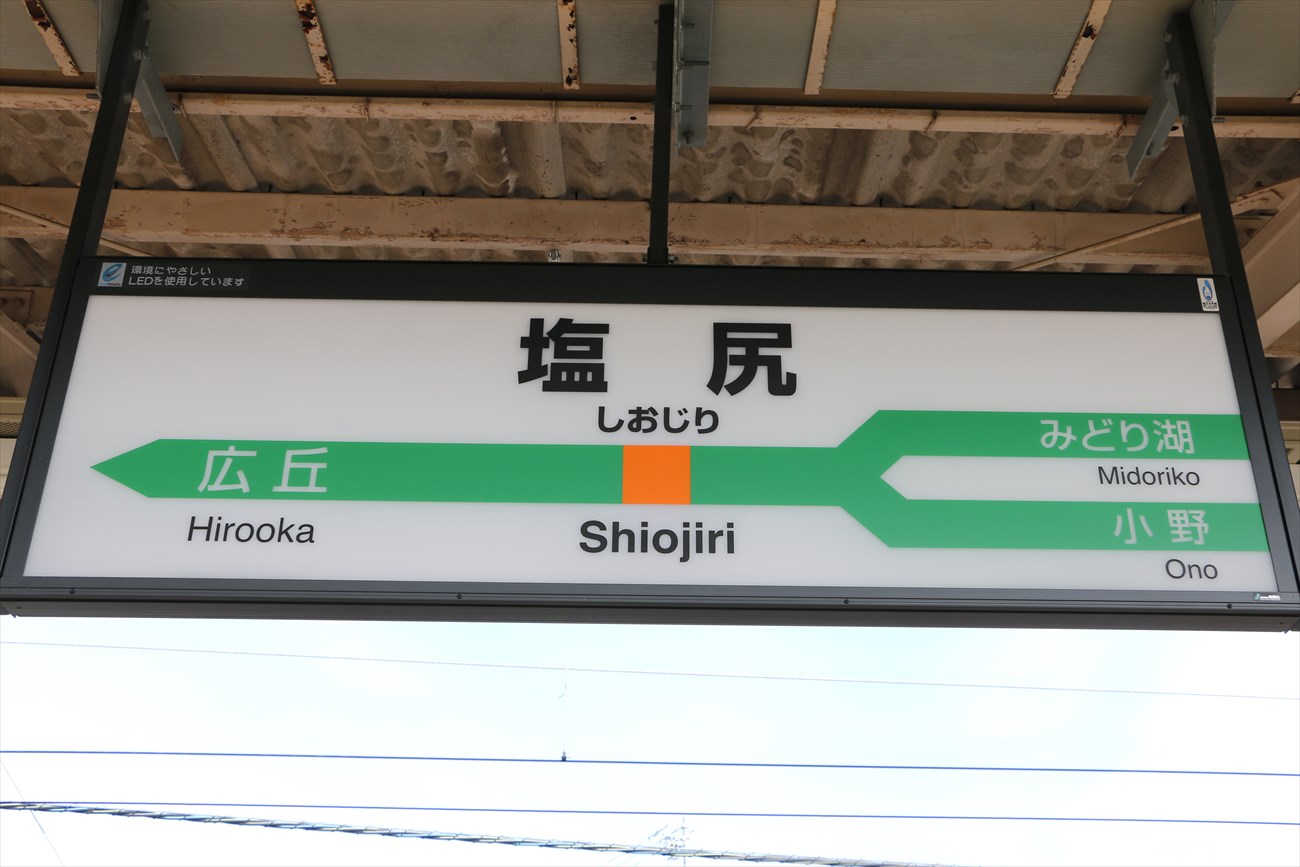 環境にやさしい
LEDを使用しています
塩 尻
しおじり
広 丘
Hirooka
Shiojiri
みどり湖
Midoriko
小 野
Ono